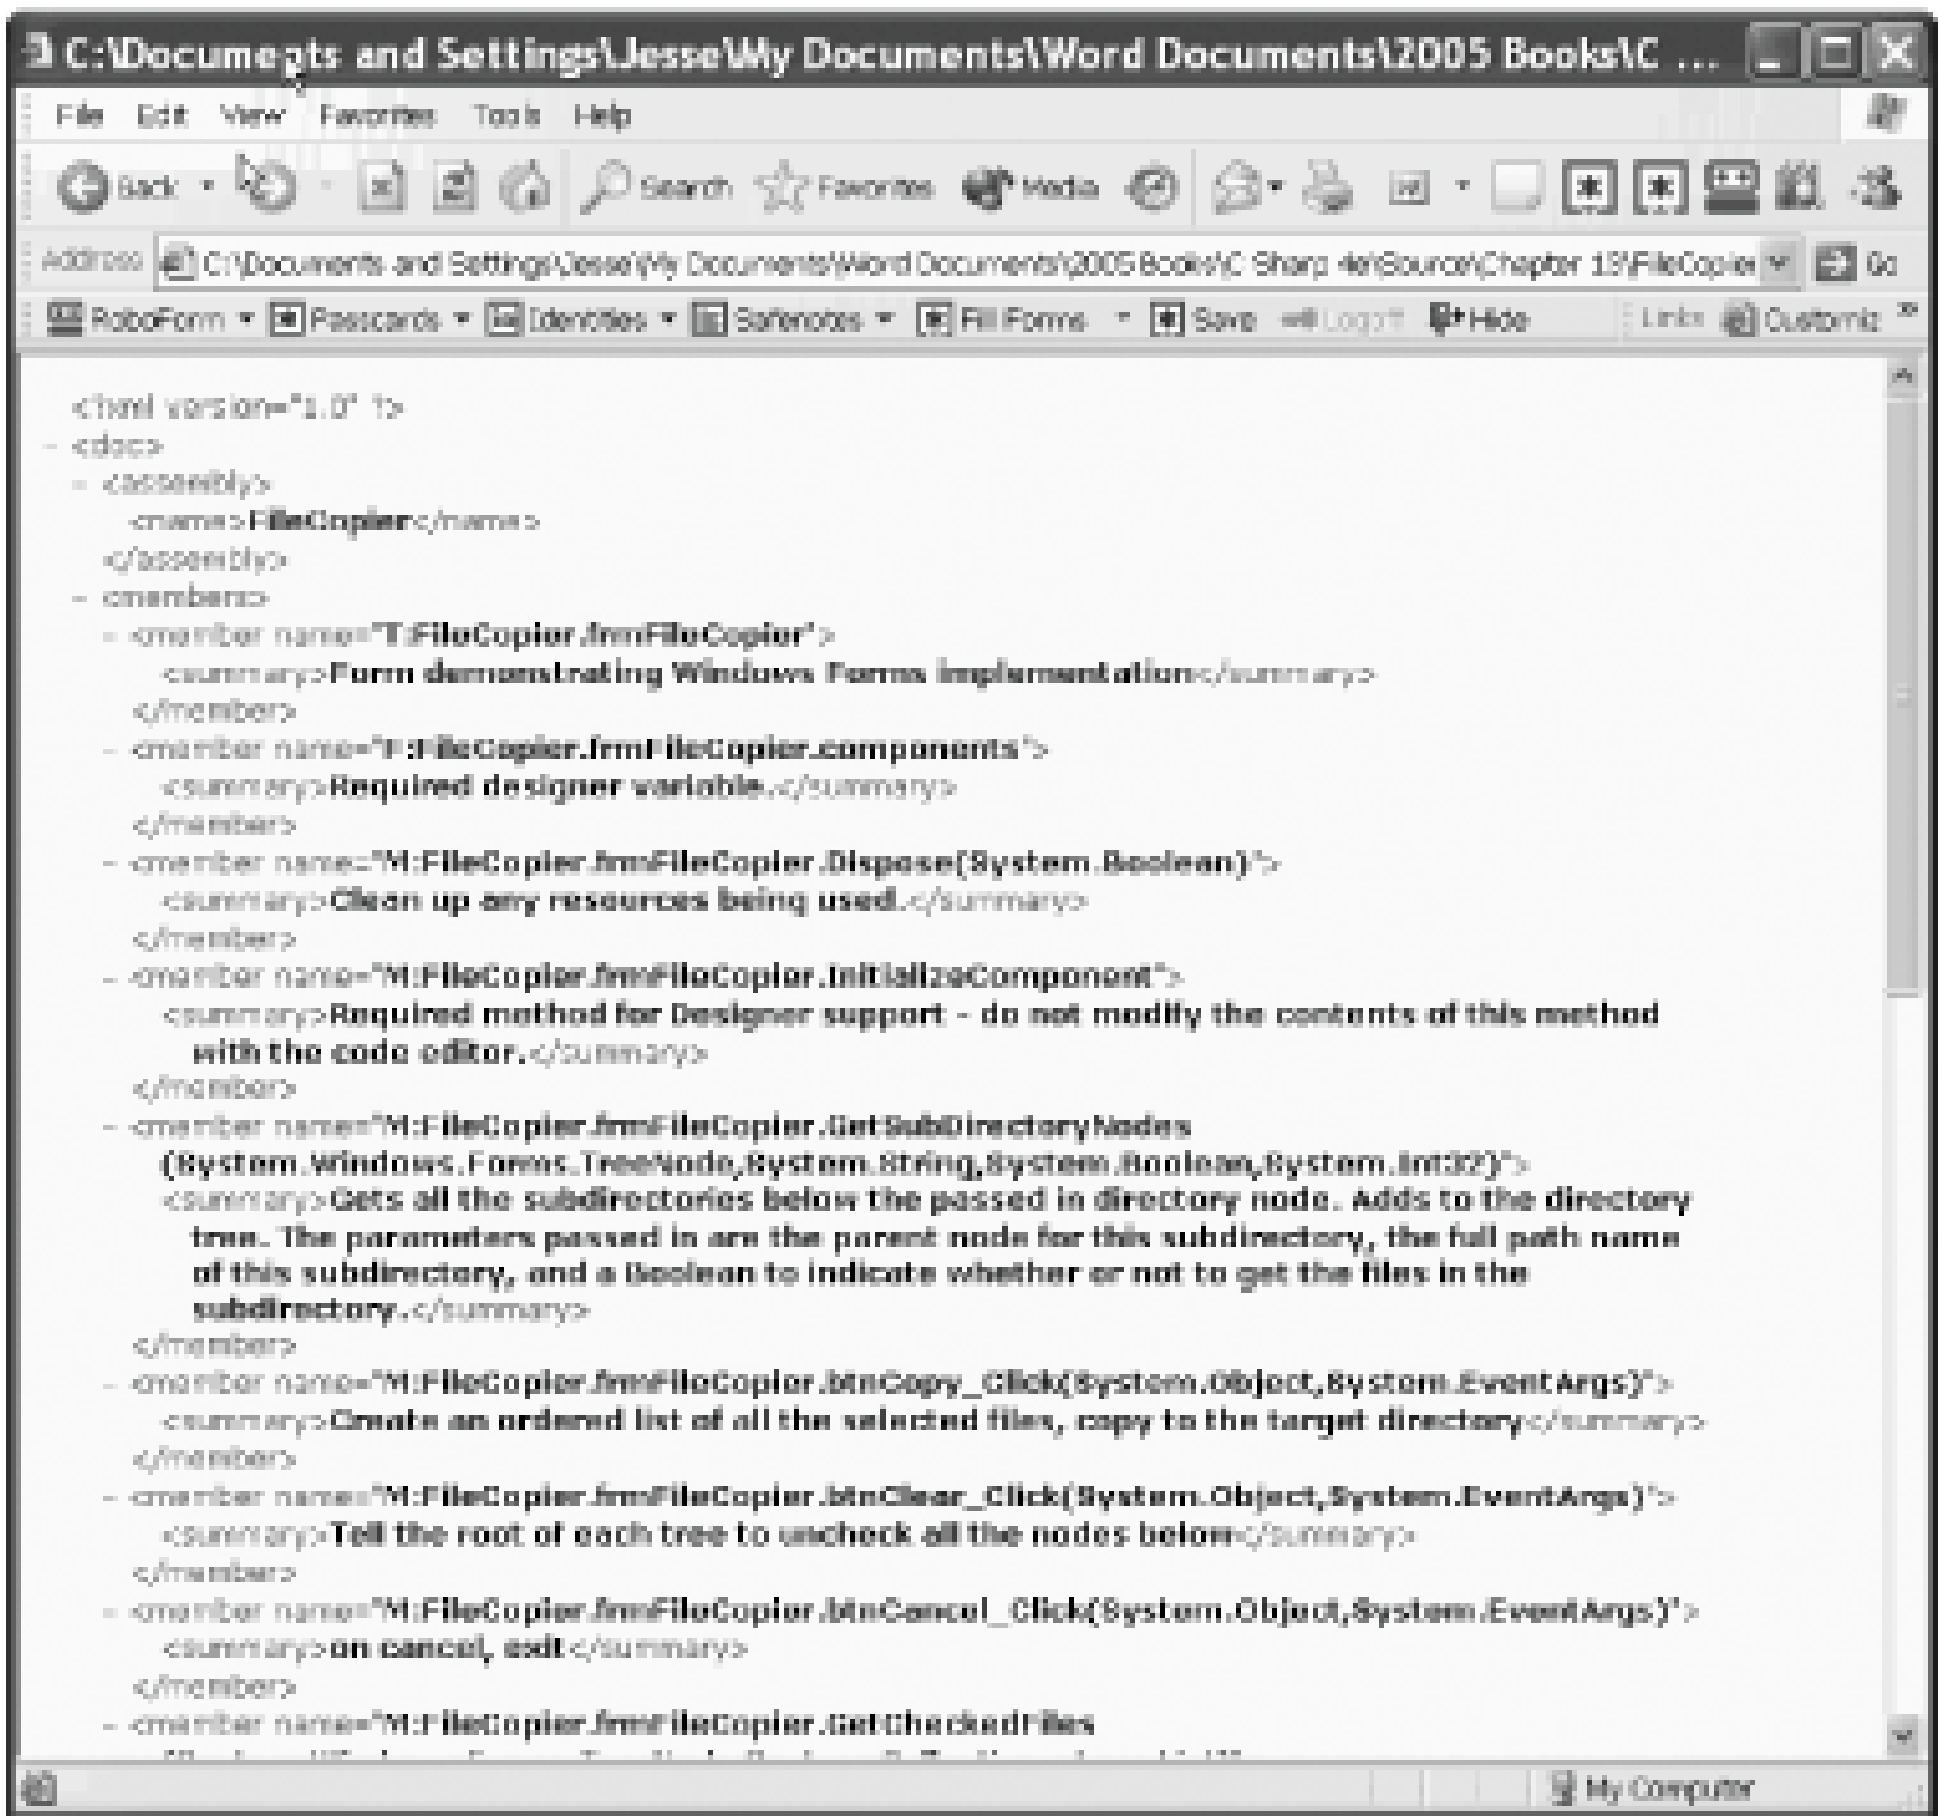 C:\Documents and Settings\Jesse\My Documents\Word Documents\2005 Books\C ...
File Edit View Favorites Tools Help
Back Search Favorites Media
Address C:\Documents and Settings\Jesse\My Documents\Word Documents\2005 Books\C Sharp 4e\Source\Chapter 13\FileCopier Go
RoboForm Passcards Identities Safenotes Fill Forms Save Logoff Hide Links Customiz »
<?xml version="1.0" ?>
- <doc>
- <assembly>
<name>FileCopier</name>
</assembly>
- <members>
- <member name="T:FileCopier.frmFileCopier">
<summary>Form demonstrating Windows Forms implementation</summary>
</member>
- <member name="F:FileCopier.frmFileCopier.components">
<summary>Required designer variable.</summary>
</member>
- <member name="M:FileCopier.frmFileCopier.Dispose(System.Boolean)">
<summary>Clean up any resources being used.</summary>
</member>
- <member name="M:FileCopier.frmFileCopier.InitializeComponent">
<summary>Required method for Designer support - do not modify the contents of this method
with the code editor.</summary>
</member>
- <member name="M:FileCopier.frmFileCopier.GetSubDirectoryNodes
(System.Windows.Forms.TreeNode,System.String,System.Boolean,System.Int32)">
<summary>Gets all the subdirectories below the passed in directory node. Adds to the directory
tree. The parameters passed in are the parent node for this subdirectory, the full path name
of this subdirectory, and a Boolean to indicate whether or not to get the files in the
subdirectory.</summary>
</member>
- <member name="M:FileCopier.frmFileCopier.btnCopy_Click(System.Object,System.EventArgs)">
<summary>Create an ordered list of all the selected files, copy to the target directory</summary>
</member>
- <member name="M:FileCopier.frmFileCopier.btnClear_Click(System.Object,System.EventArgs)">
<summary>Tell the root of each tree to uncheck all the nodes below</summary>
</member>
- <member name="M:FileCopier.frmFileCopier.btnCancel_Click(System.Object,System.EventArgs)">
<summary>on cancel, exit</summary>
</member>
- <member name="M:FileCopier.frmFileCopier.GetCheckedFiles
My Computer